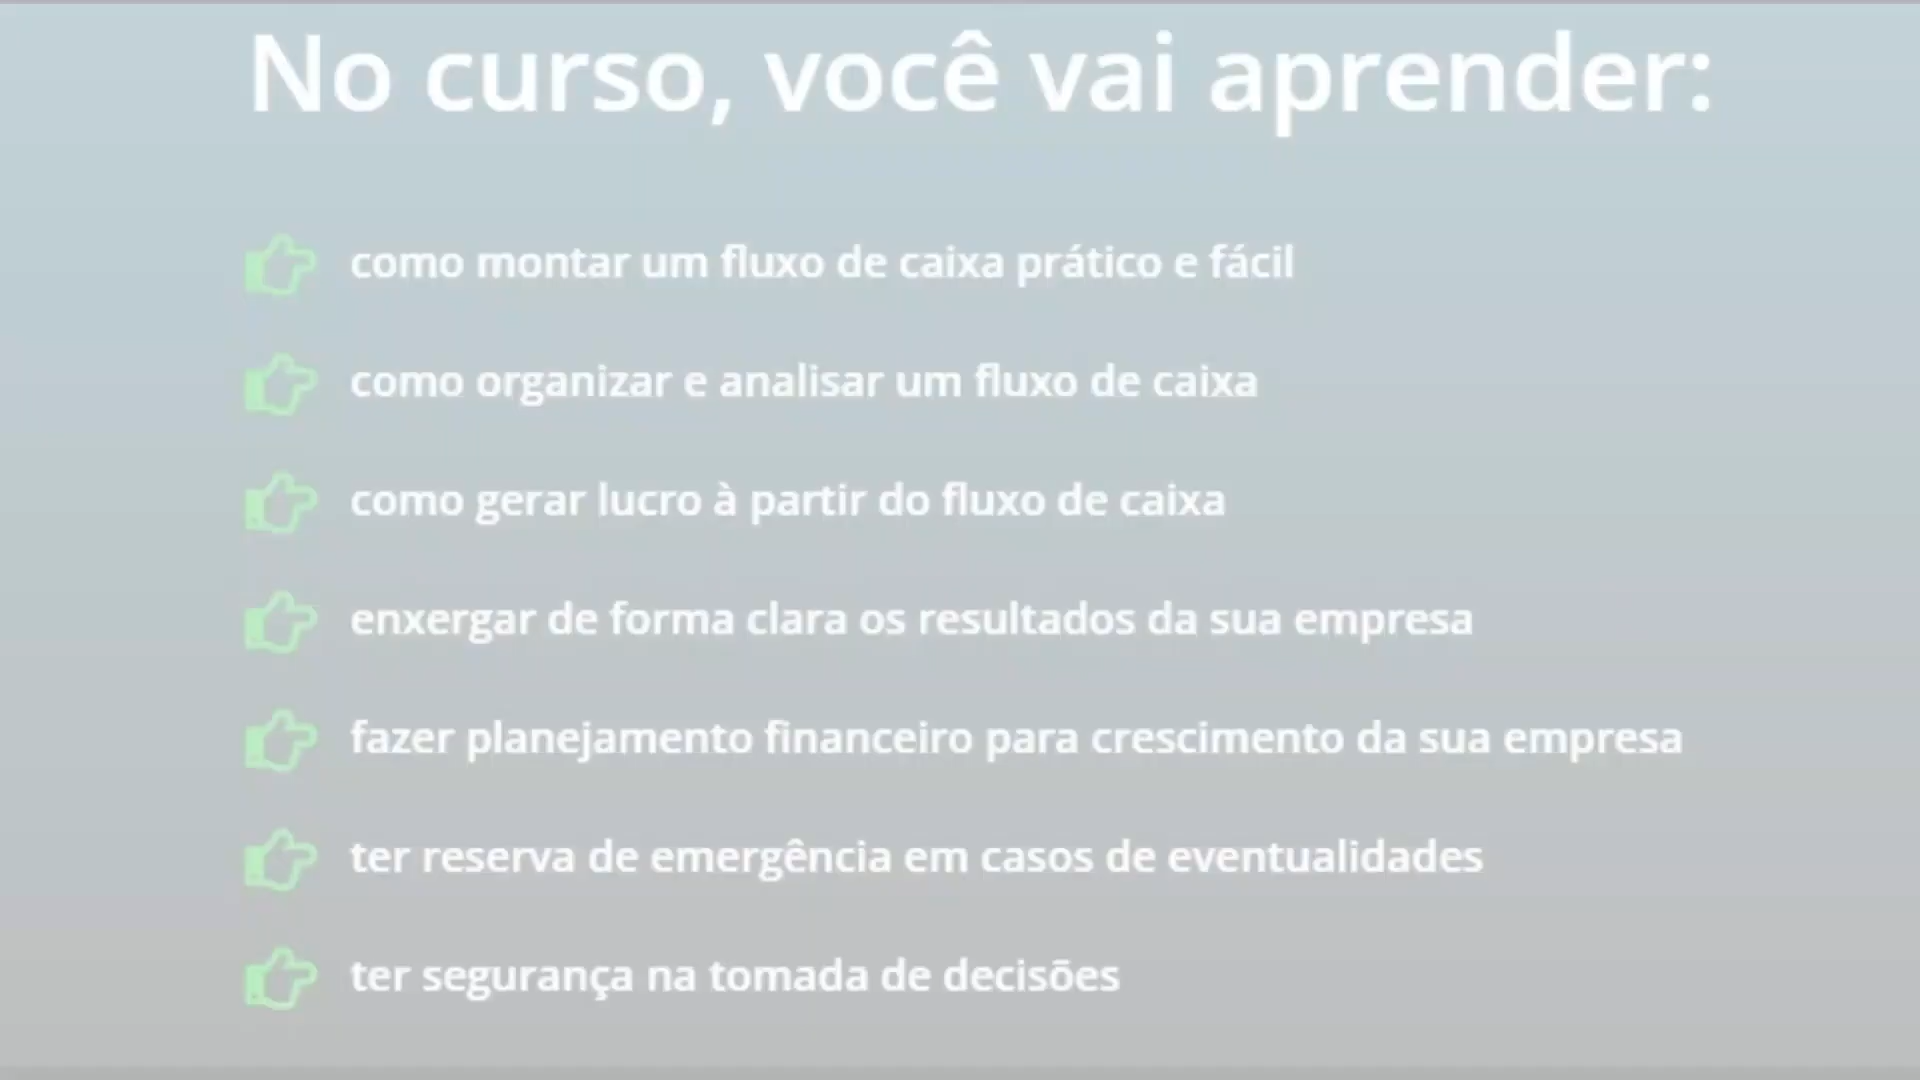 No curso, você vai aprender:
como montar um fluxo de caixa prático e fácil
como organizar e analisar um fluxo de caixa
como gerar lucro à partir do fluxo de caixa
enxergar de forma clara os resultados da sua empresa
fazer planejamento financeiro para crescimento da sua empresa
ter reserva de emergência em casos de eventualidades
ter segurança na tomada de decisões